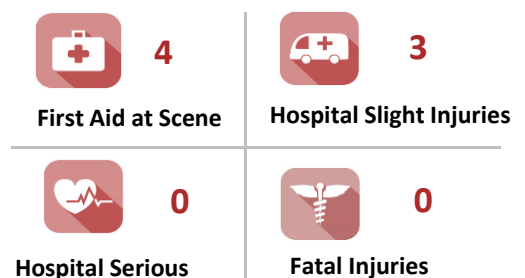 4
First Aid at Scene
3
Hospital Slight Injuries
0
Hospital Serious
0
Fatal Injuries